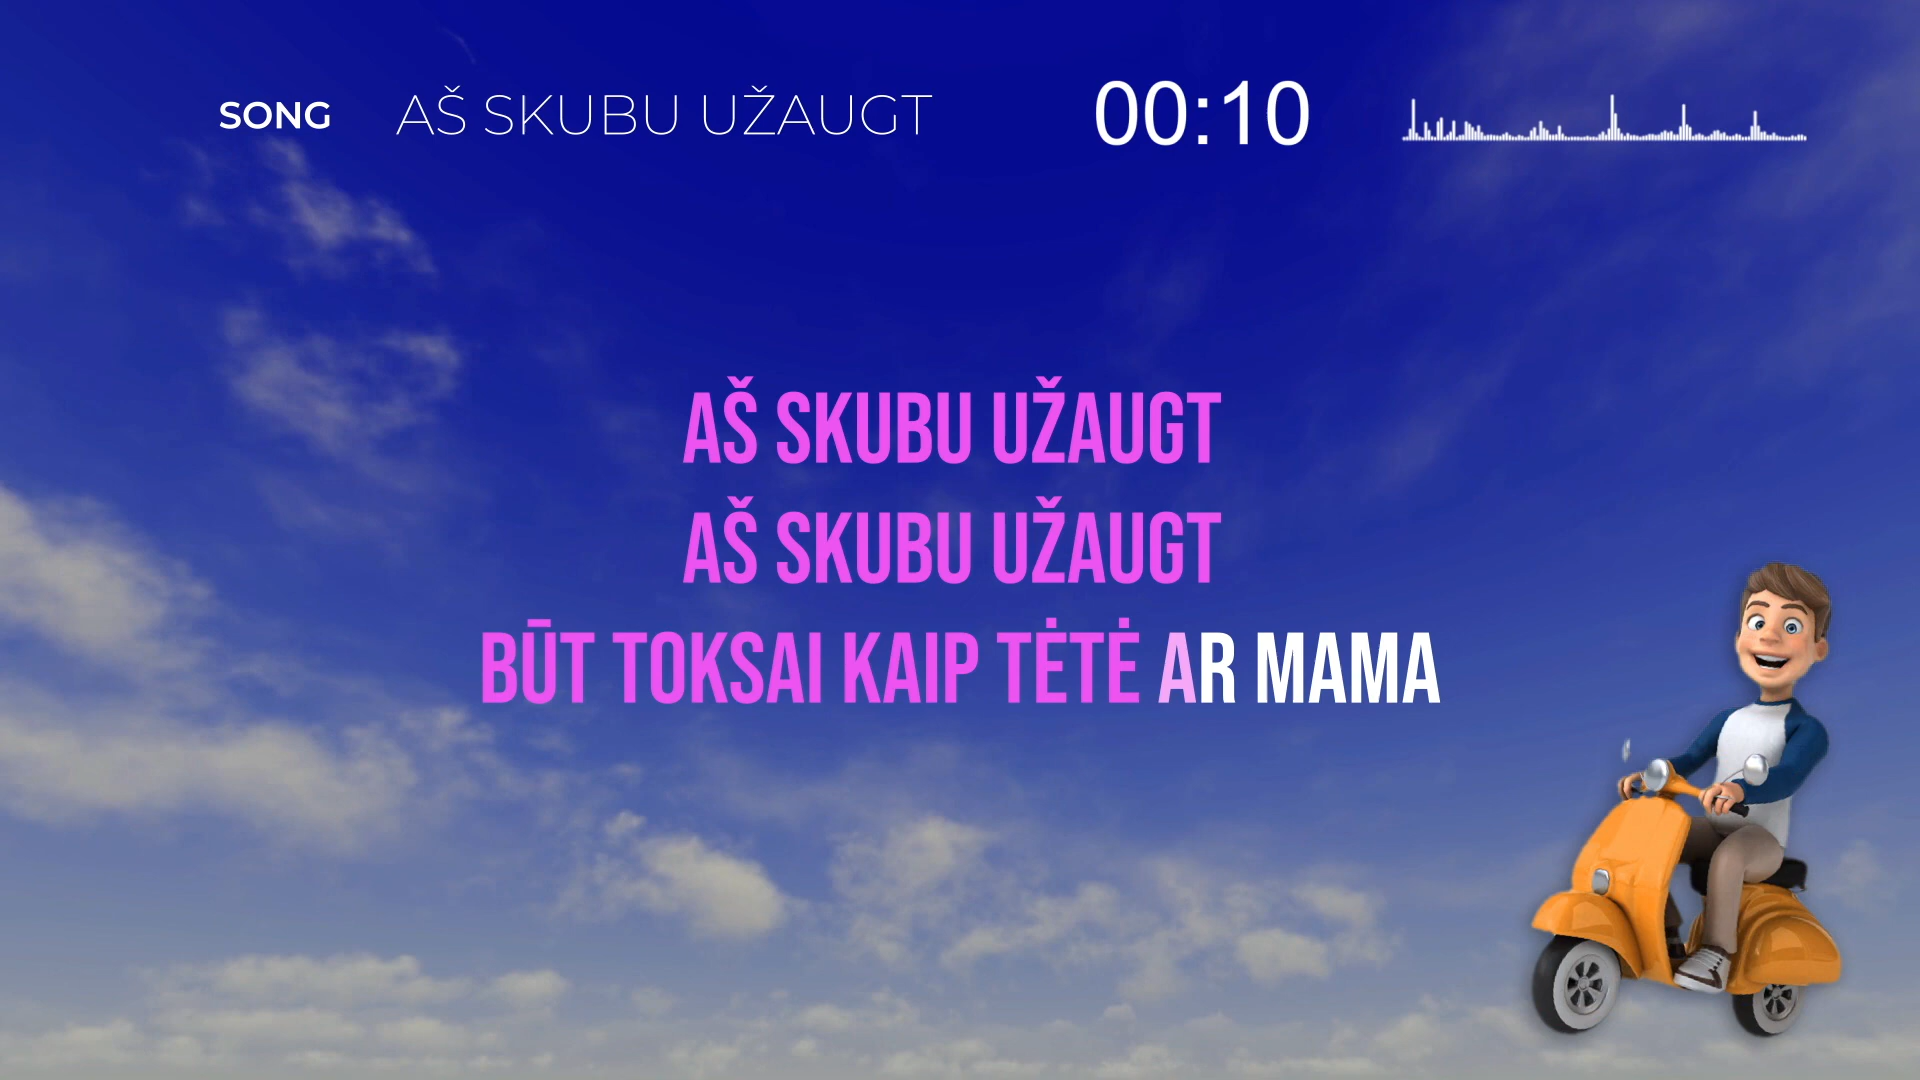 SONG AŠ SKUBU UŽAUGT 00:10
AŠ SKUBU UŽAUGT
AŠ SKUBU UŽAUGT
BŪT TOKSAI KAIP TĖTĖ AR MAMA